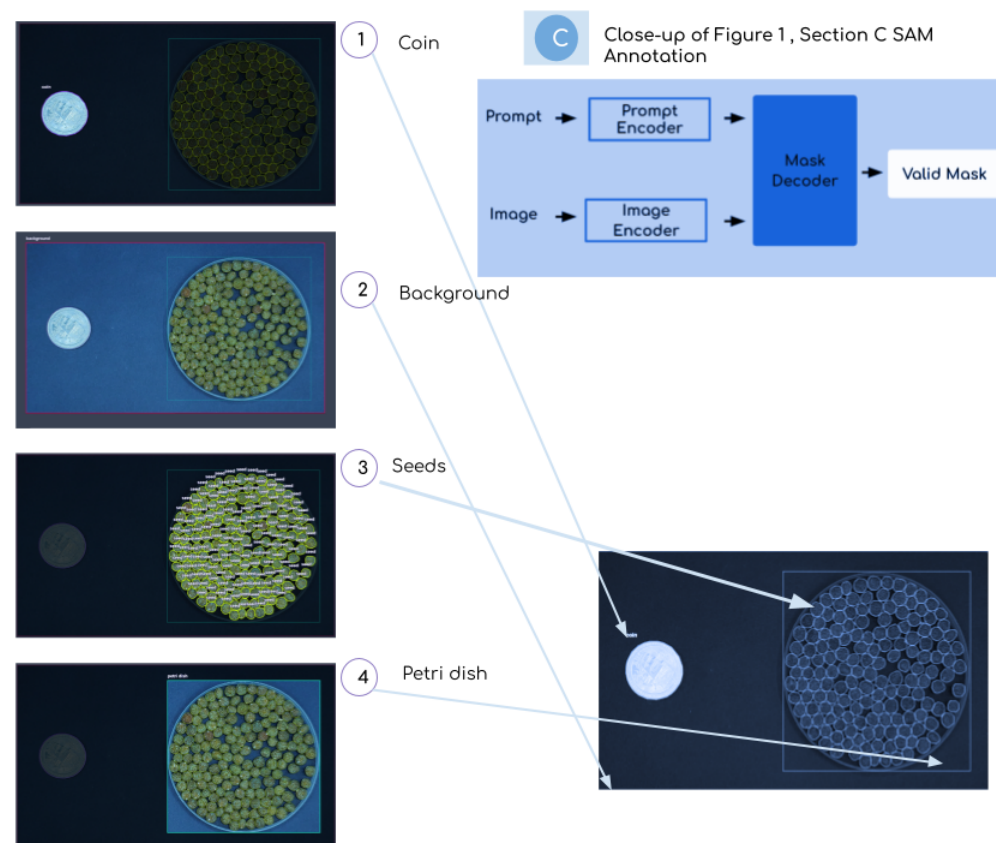 1
Coin
C
Close-up of Figure 1 , Section C SAM
Annotation
Prompt
Prompt
Encoder
Mask
Decoder
Valid Mask
Image
Image
Encoder
coin
background
2
Background
3
Seeds
seed
petri dish
4
Petri dish
coin